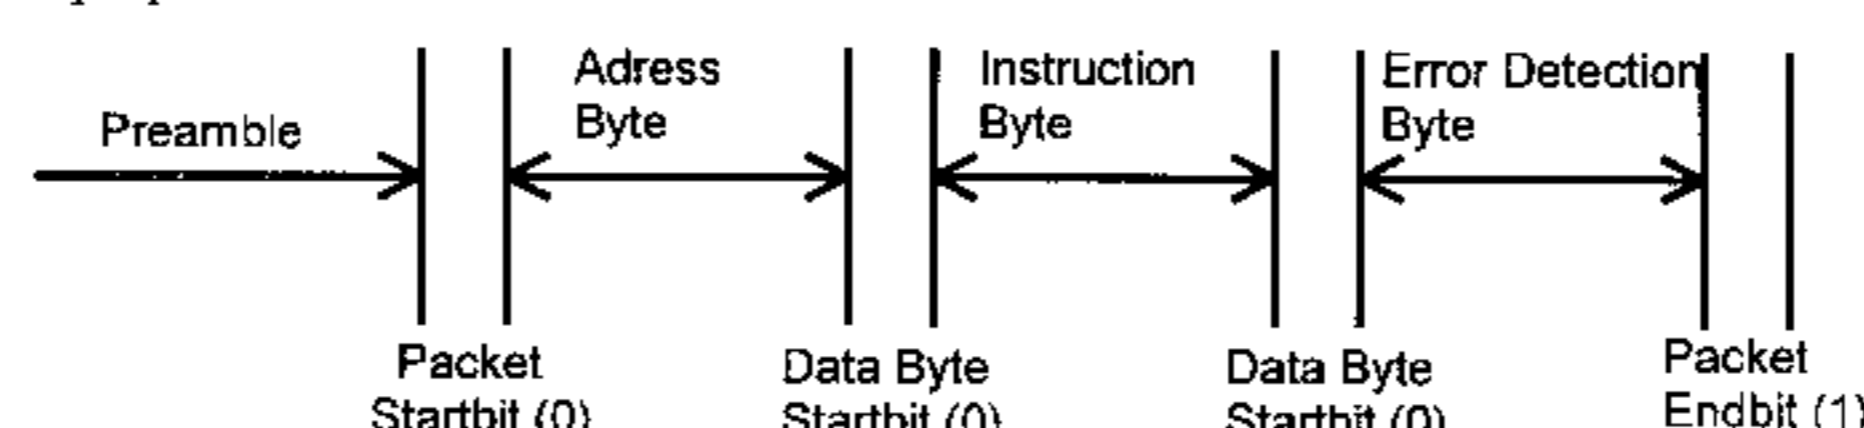 Preamble
Adress
Byte
Instruction
Byte
Error Detection
Byte
Packet
Startbit (0)
Data Byte
Startbit (0)
Data Byte
Startbit (0)
Packet
Endbit (1)